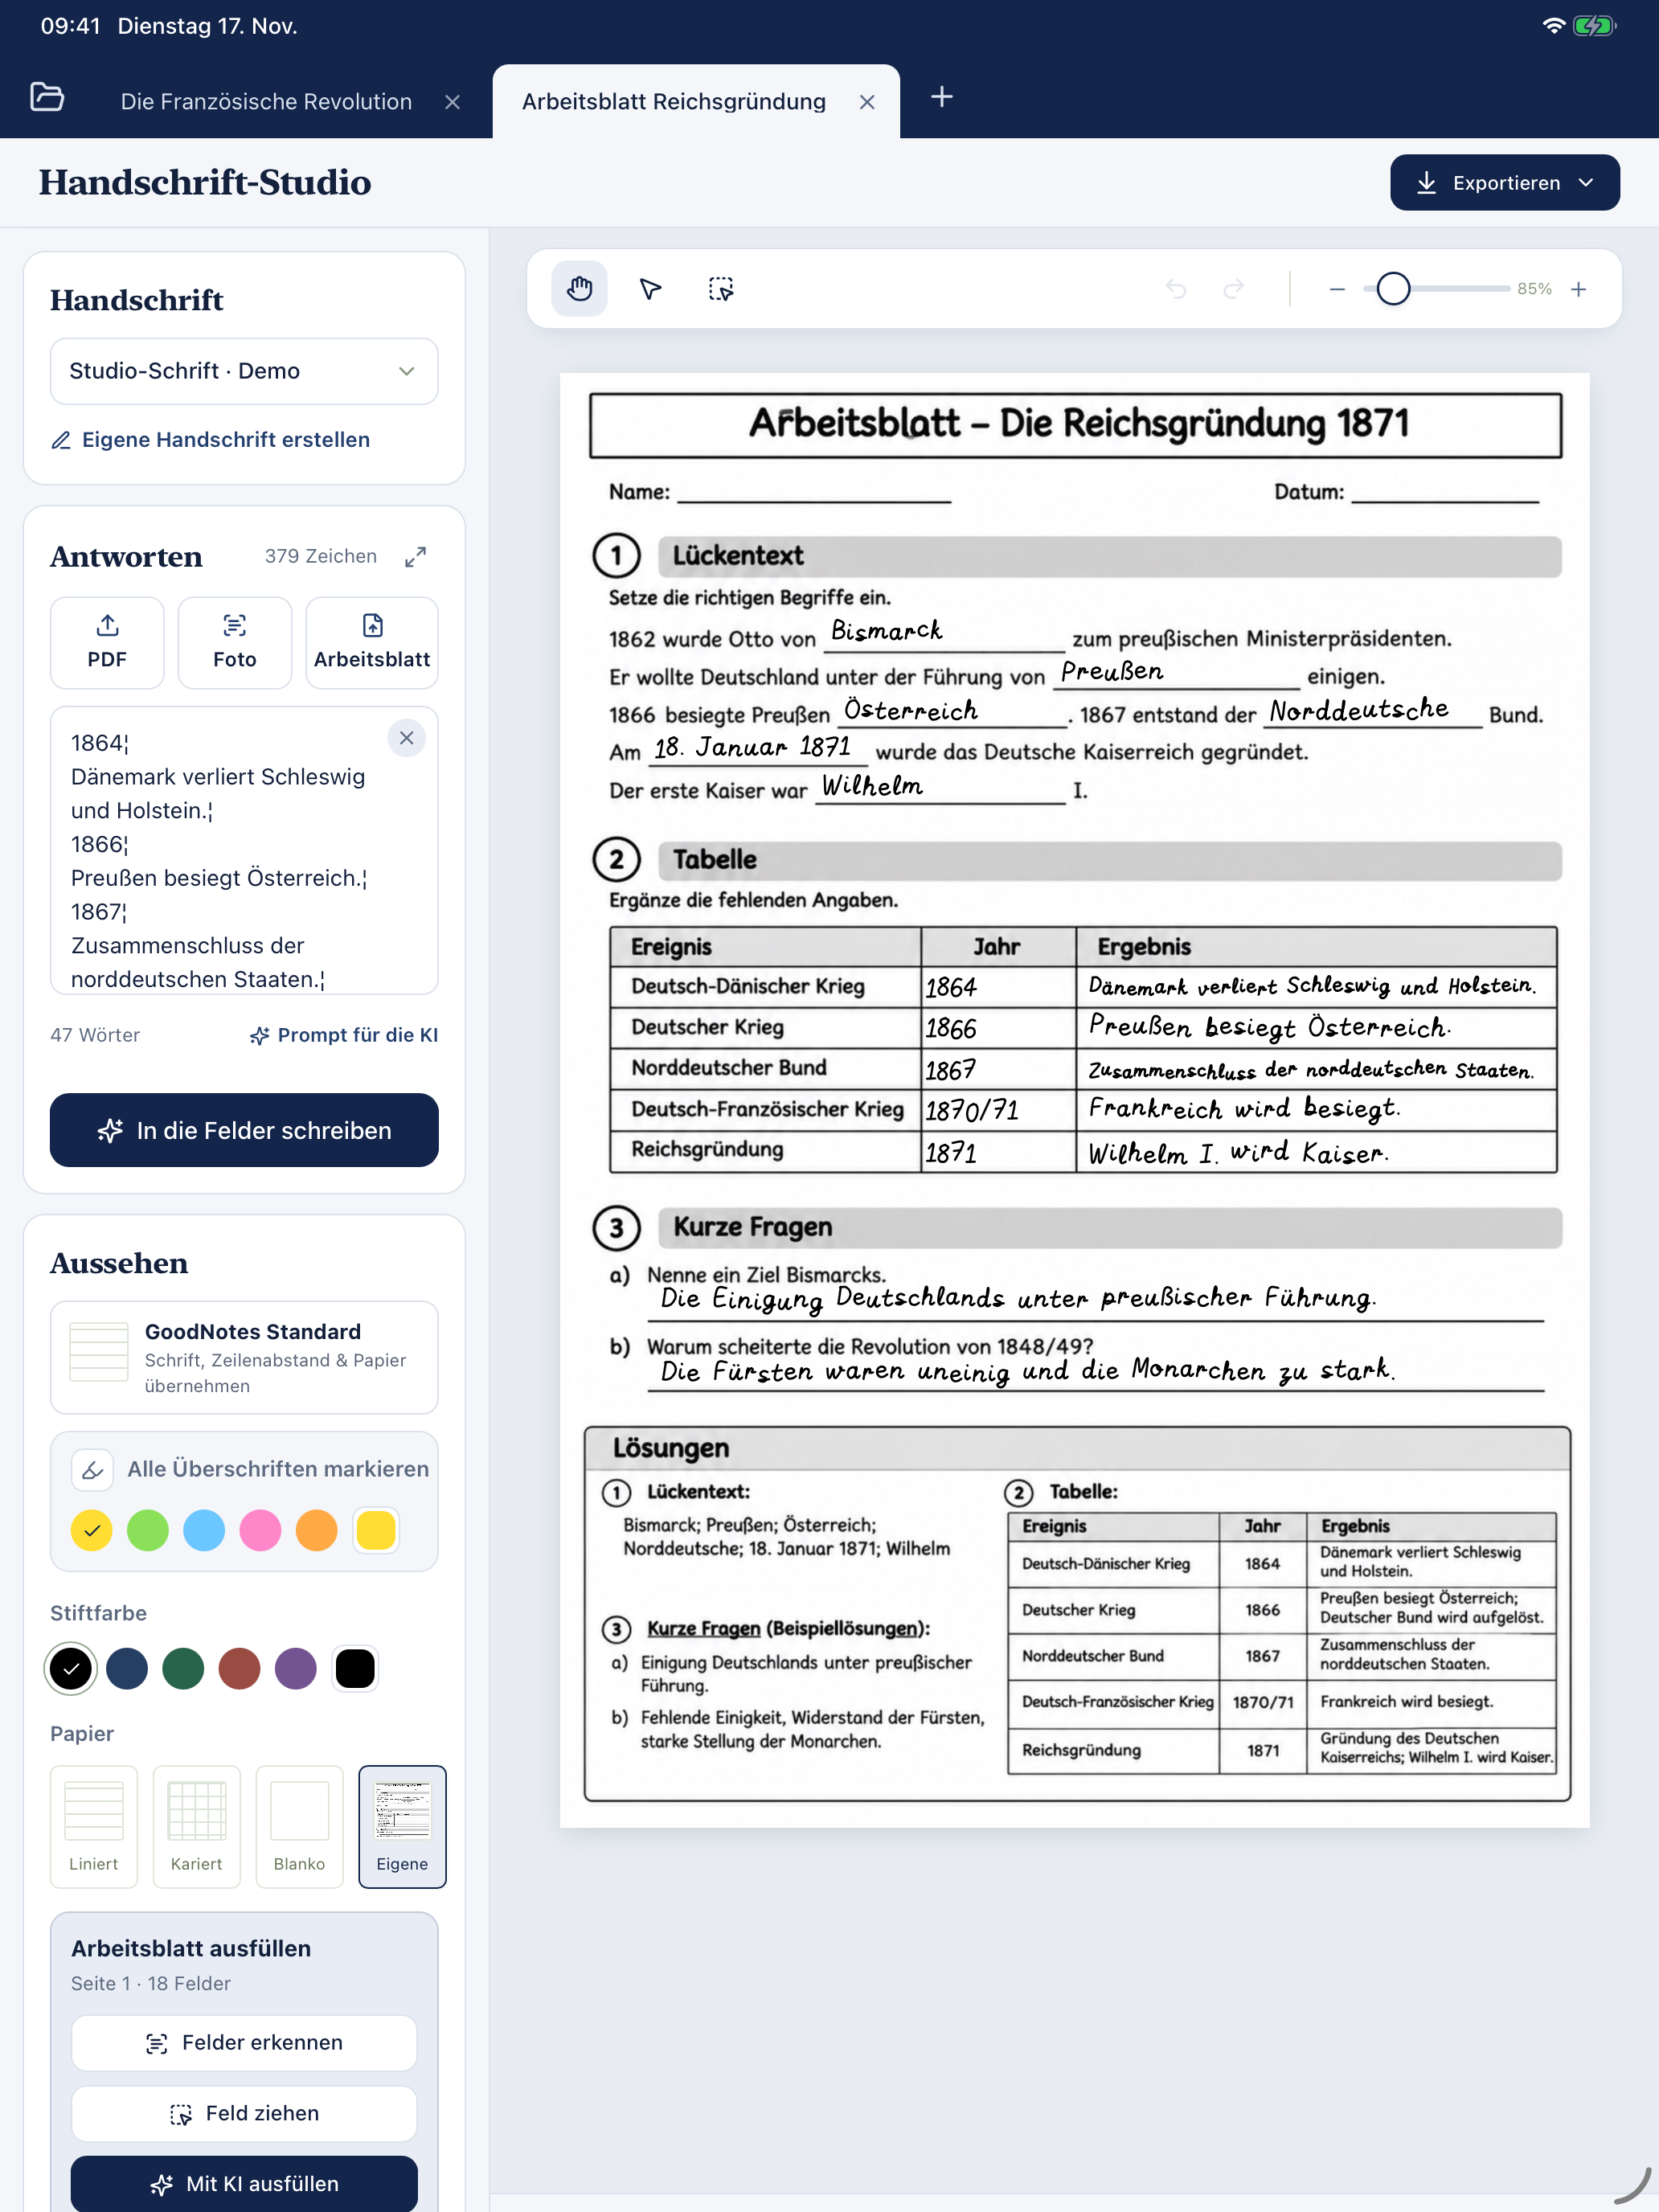 09:41 Dienstag 17. Nov.
Die Französische Revolution
Arbeitsblatt Reichsgründung
Handschrift-Studio
Exportieren
Handschrift
Studio-Schrift · Demo
Eigene Handschrift erstellen
Antworten
379 Zeichen
PDF
Foto
Arbeitsblatt
1864¦
Dänemark verliert Schleswig
und Holstein.¦
1866¦
Preußen besiegt Österreich.¦
1867¦
Zusammenschluss der
norddeutschen Staaten.¦
47 Wörter
Prompt für die KI
In die Felder schreiben
Aussehen
GoodNotes Standard
Schrift, Zeilenabstand & Papier
übernehmen
Alle Überschriften markieren
Stiftfarbe
Papier
Liniert
Kariert
Blanko
Eigene
Arbeitsblatt ausfüllen
Seite 1 · 18 Felder
Felder erkennen
Feld ziehen
Mit KI ausfüllen
85%
Arbeitsblatt – Die Reichsgründung 1871
Name:
Datum:
1 Lückentext
Setze die richtigen Begriffe ein.
1862 wurde Otto von Bismarck zum preußischen Ministerpräsidenten.
Er wollte Deutschland unter der Führung von Preußen einigen.
1866 besiegte Preußen Österreich. 1867 entstand der Norddeutsche Bund.
Am 18. Januar 1871 wurde das Deutsche Kaiserreich gegründet.
Der erste Kaiser war Wilhelm I.
2 Tabelle
Ergänze die fehlenden Angaben.
Ereignis Jahr Ergebnis
Deutsch-Dänischer Krieg 1864 Dänemark verliert Schleswig und Holstein.
Deutscher Krieg 1866 Preußen besiegt Österreich.
Norddeutscher Bund 1867 Zusammenschluss der norddeutschen Staaten.
Deutsch-Französischer Krieg 1870/71 Frankreich wird besiegt.
Reichsgründung 1871 Wilhelm I. wird Kaiser.
3 Kurze Fragen
a) Nenne ein Ziel Bismarcks.
Die Einigung Deutschlands unter preußischer Führung.
b) Warum scheiterte die Revolution von 1848/49?
Die Fürsten waren uneinig und die Monarchen zu stark.
Lösungen
1 Lückentext:
Bismarck; Preußen; Österreich;
Norddeutsche; 18. Januar 1871; Wilhelm
3 Kurze Fragen (Beispiellösungen):
a) Einigung Deutschlands unter preußischer
Führung.
b) Fehlende Einigkeit, Widerstand der Fürsten,
starke Stellung der Monarchen.
2 Tabelle:
Ereignis Jahr Ergebnis
Deutsch-Dänischer Krieg 1864 Dänemark verliert Schleswig
und Holstein.
Deutscher Krieg 1866 Preußen besiegt Österreich;
Deutscher Bund wird aufgelöst.
Norddeutscher Bund 1867 Zusammenschluss der
norddeutschen Staaten.
Deutsch-Französischer Krieg 1870/71 Frankreich wird besiegt.
Reichsgründung 1871 Gründung des Deutschen
Kaiserreichs; Wilhelm I. wird Kaiser.